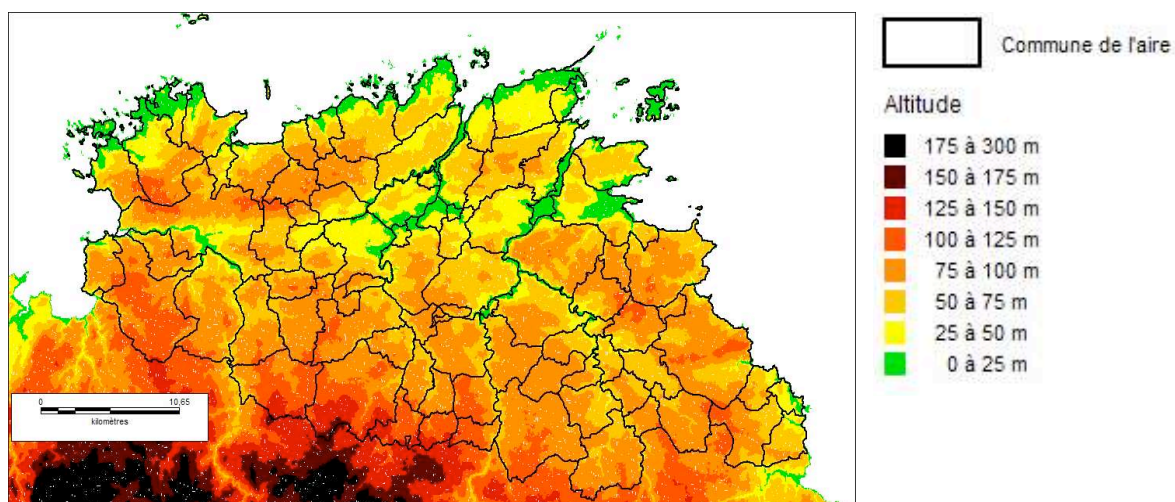 Commune de l'aire
Altitude
175 à 300 m
150 à 175 m
125 à 150 m
100 à 125 m
75 à 100 m
50 à 75 m
25 à 50 m
0 à 25 m
0 10,65
kilomètres